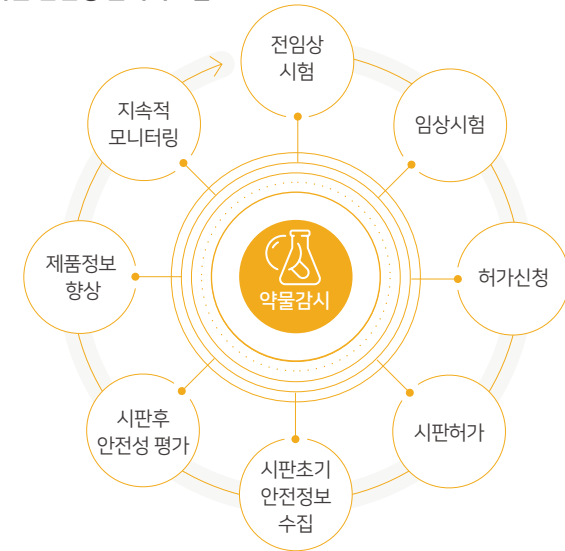 전임상
시험
임상시험
허가신청
시판허가
시판초기
안전정보
수집
시판후
안전성 평가
제품정보
향상
지속적
모니터링
약물감시